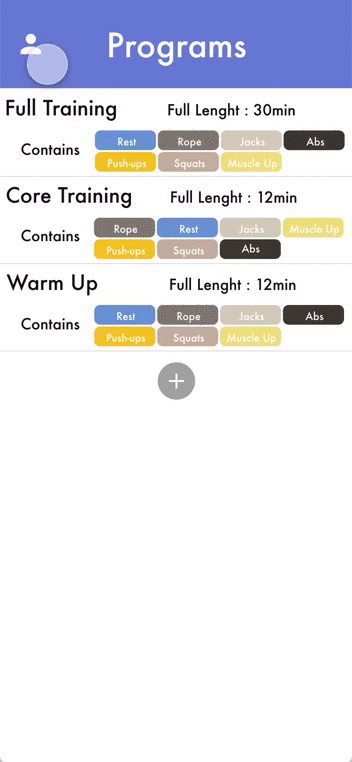 Programs
Full Training Full Lenght : 30min
Contains Rest Rope Jacks Abs
Push-ups Squats Muscle Up
Core Training Full Lenght : 12min
Contains Rope Rest Jacks Muscle Up
Push-ups Squats Abs
Warm Up Full Lenght : 12min
Contains Rest Rope Jacks Abs
Push-ups Squats Muscle Up